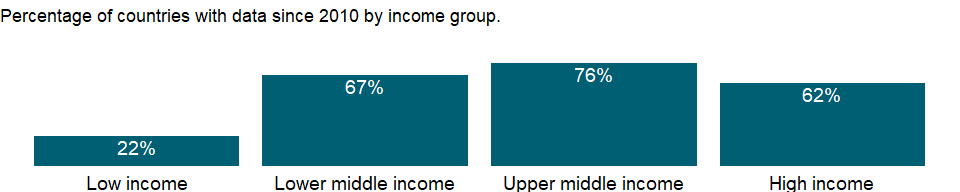 Percentage of countries with data since 2010 by income group.
22% 67% 76% 62%
Low income Lower middle income Upper middle income High income